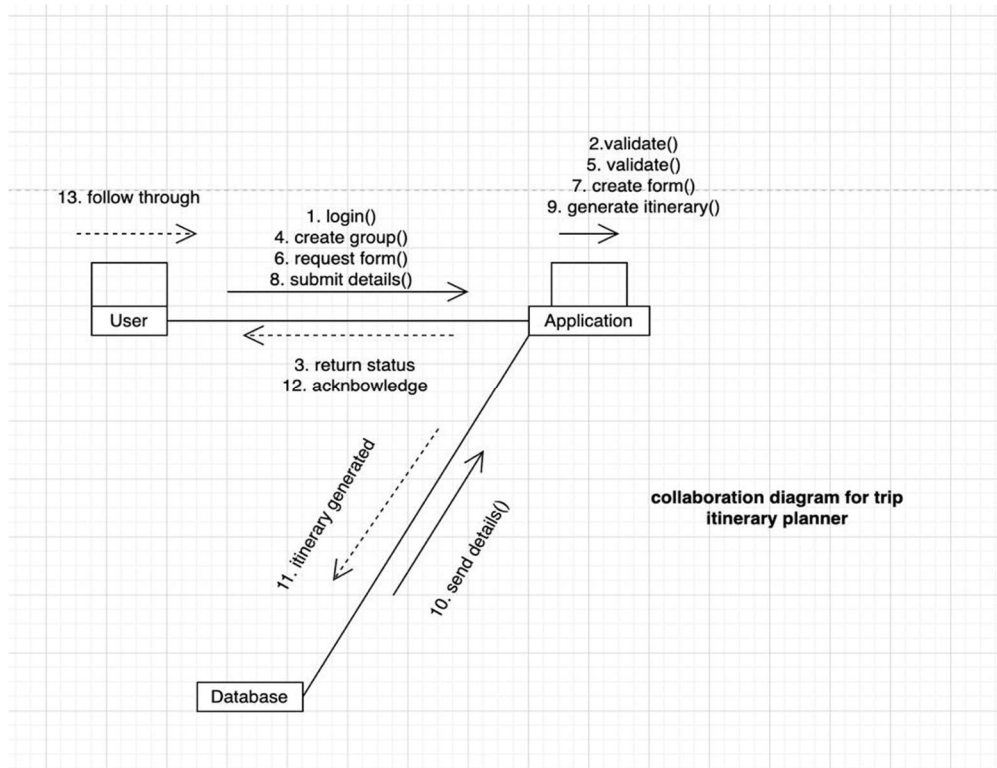 2.validate()
5. validate()
7. create form()
9. generate itinerary()
13. follow through
1. login()
4. create group()
6. request form()
8. submit details()
User
Application
3. return status
12. acknbowledge
11. itinerary generated
10. send details()
collaboration diagram for trip
itinerary planner
Database